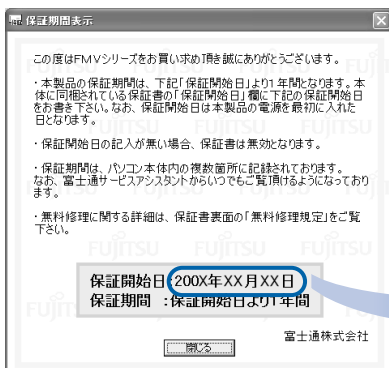 保証期間表示
この度はFMVシリーズをお買い求め頂き誠にありがとうございます。
・本製品の保証期間は、下記「保証開始日」より1年間となります。本
体に同梱されている保証書の「保証開始日」欄に下記の保証開始日
をお書き下さい。なお、保証開始日は本製品の電源を最初に入れた
日となります。
・保証開始日の記入が無い場合、保証書は無効となります。
・保証期間は、パソコン本体内の複数箇所に記録されております。
なお、富士通サービスアシスタントからいつでもご覧頂けるようになっており
ます。
・無料修理に関する詳細は、保証書裏面の「無料修理規定」をご覧
下さい。
FUJITSU FUJITSU FUJITSU
保証開始日:200X年XX月XX日
保証期間 :保証開始日より1年間
閉じる
富士通株式会社